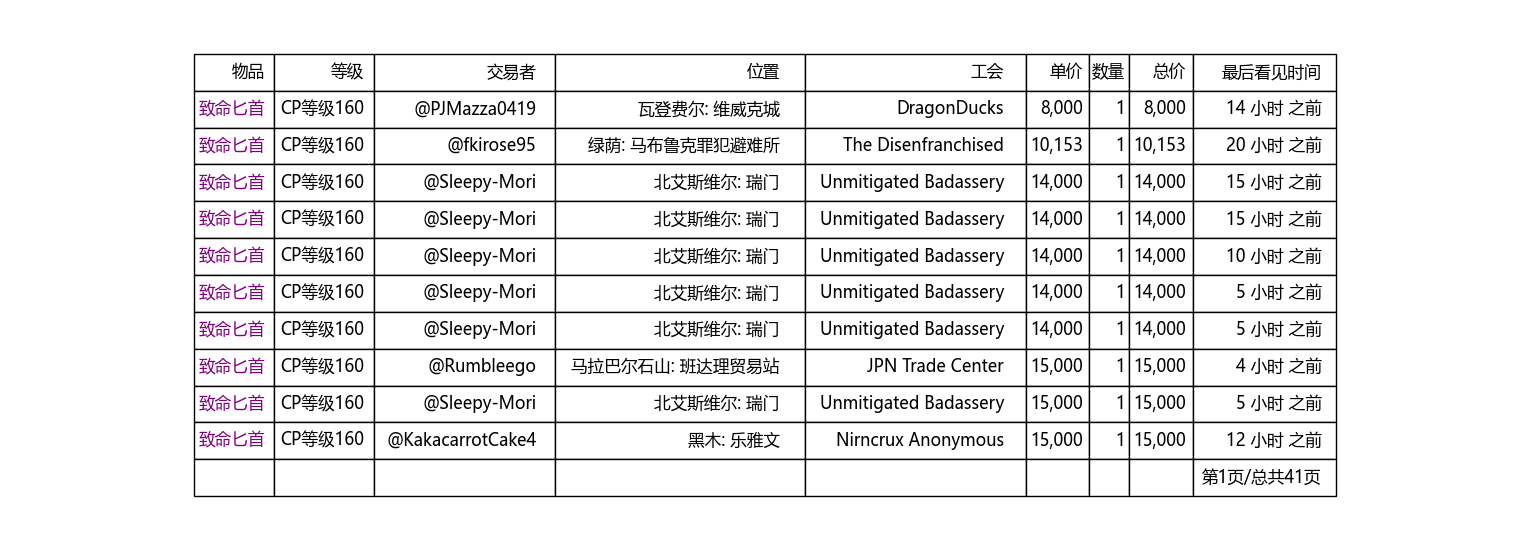 物品 等级 交易者 位置 工会 单价 数量 总价 最后看见时间
致命匕首 CP等级160 @PJMazza0419 瓦登费尔: 维威克城 DragonDucks 8,000 1 8,000 14 小时 之前
致命匕首 CP等级160 @fkirose95 绿荫: 马布鲁克罪犯避难所 The Disenfranchised 10,153 1 10,153 20 小时 之前
致命匕首 CP等级160 @Sleepy-Mori 北艾斯维尔: 瑞门 Unmitigated Badassery 14,000 1 14,000 15 小时 之前
致命匕首 CP等级160 @Sleepy-Mori 北艾斯维尔: 瑞门 Unmitigated Badassery 14,000 1 14,000 15 小时 之前
致命匕首 CP等级160 @Sleepy-Mori 北艾斯维尔: 瑞门 Unmitigated Badassery 14,000 1 14,000 10 小时 之前
致命匕首 CP等级160 @Sleepy-Mori 北艾斯维尔: 瑞门 Unmitigated Badassery 14,000 1 14,000 5 小时 之前
致命匕首 CP等级160 @Sleepy-Mori 北艾斯维尔: 瑞门 Unmitigated Badassery 14,000 1 14,000 5 小时 之前
致命匕首 CP等级160 @Rumbleego 马拉巴尔石山: 班达理贸易站 JPN Trade Center 15,000 1 15,000 4 小时 之前
致命匕首 CP等级160 @Sleepy-Mori 北艾斯维尔: 瑞门 Unmitigated Badassery 15,000 1 15,000 5 小时 之前
致命匕首 CP等级160 @KakacarrotCake4 黑木: 乐雅文 Nirncrux Anonymous 15,000 1 15,000 12 小时 之前
第1页/总共41页